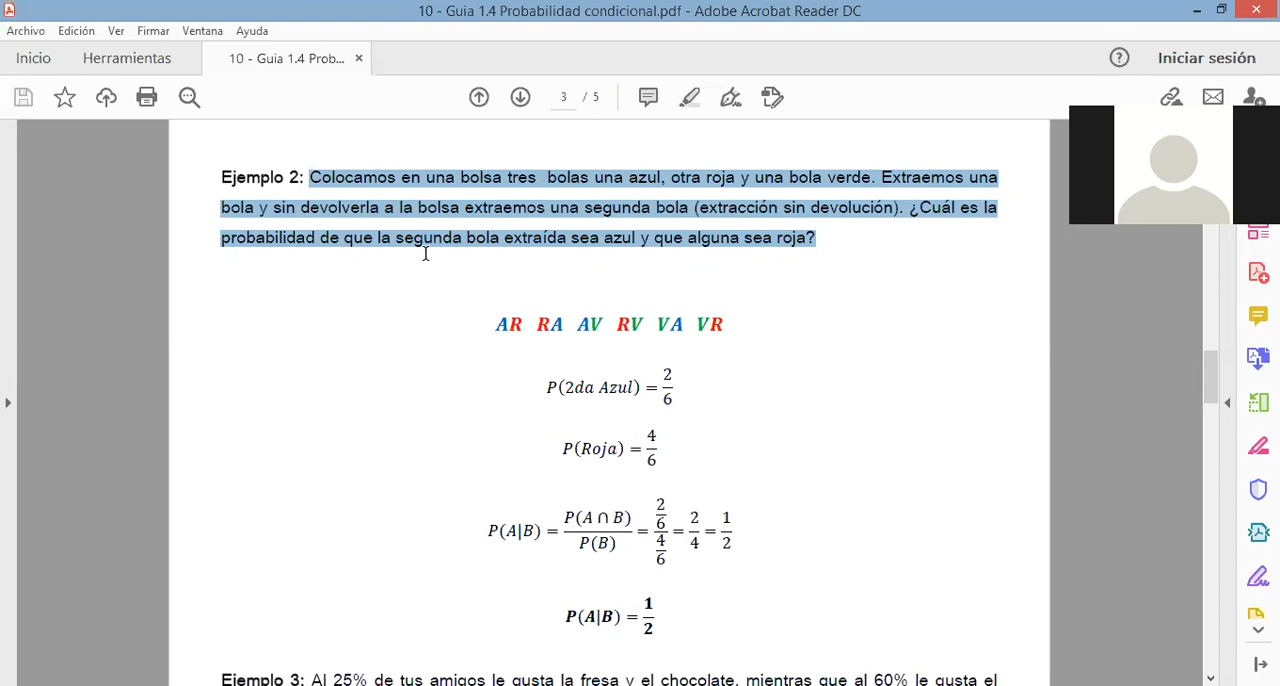 10 - Guia 1.4 Probabilidad condicional.pdf - Adobe Acrobat Reader DC
Archivo Edición Ver Firmar Ventana Ayuda
Inicio Herramientas 10 - Guia 1.4 Prob... × Iniciar sesión
3 / 5
Ejemplo 2: Colocamos en una bolsa tres bolas una azul, otra roja y una bola verde. Extraemos una
bola y sin devolverla a la bolsa extraemos una segunda bola (extracción sin devolución). ¿Cuál es la
probabilidad de que la segunda bola extraída sea azul y que alguna sea roja?
AR RA AV RV VA VR
P(2da Azul) = 2/6
P(Roja) = 4/6
P(A|B) = P(A ∩ B)/P(B) = (2/6)/(4/6) = 2/4 = 1/2
P(A|B) = 1/2
Ejemplo 3: Al 25% de tus amigos le gusta la fresa y el chocolate, mientras que al 60% le gusta el